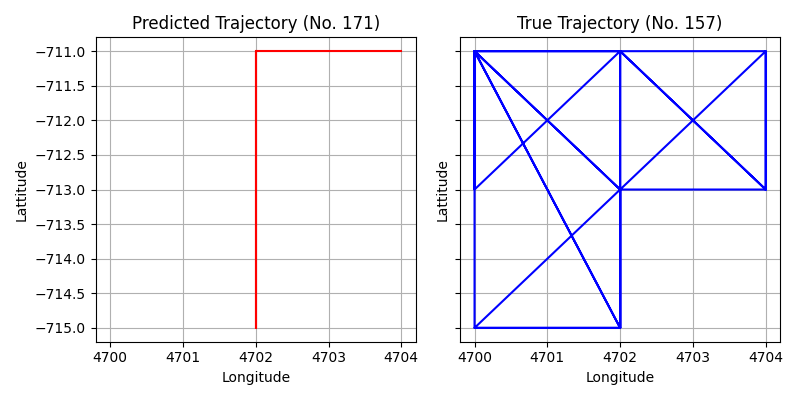 Predicted Trajectory (No. 171)
True Trajectory (No. 157)
−711.0
−711.5
−712.0
−712.5
−713.0
−713.5
−714.0
−714.5
−715.0
Lattitude
Lattitude
4700 4701 4702 4703 4704
4700 4701 4702 4703 4704
Longitude
Longitude